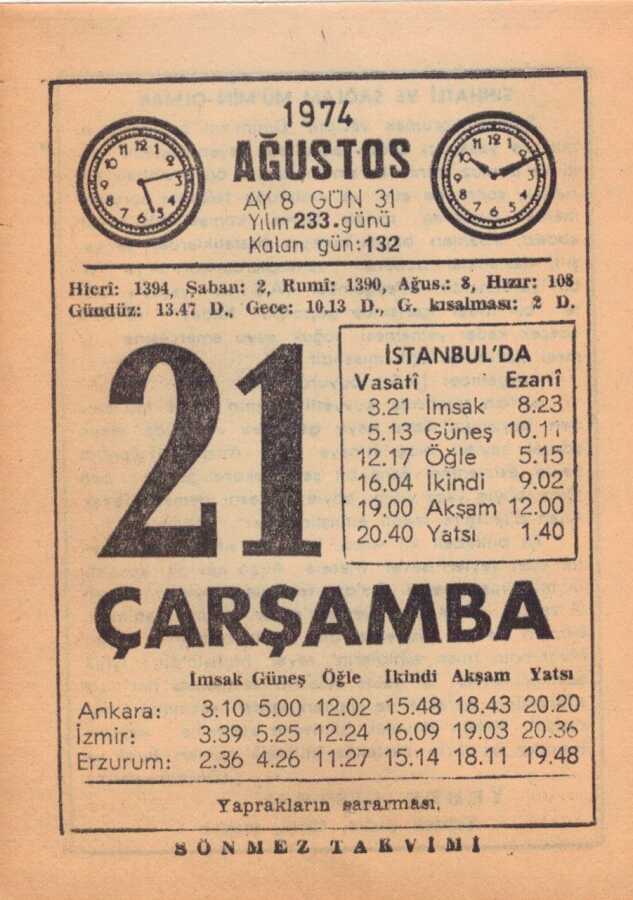 1974
AĞUSTOS
AY 8 GÜN 31
Yılın 233. günü
Kalan gün: 132
Hicrî: 1394, Şaban: 2, Rumî: 1390, Ağus.: 8, Hızır: 108
Gündüz: 13.47 D., Gece: 10.13 D., G. kısalması: 2 D.
21
İSTANBUL'DA
Vasatî Ezanî
3.21 İmsak 8.23
5.13 Güneş 10.11
12.17 Öğle 5.15
16.04 İkindi 9.02
19.00 Akşam 12.00
20.40 Yatsı 1.40
ÇARŞAMBA
İmsak Güneş Öğle İkindi Akşam Yatsı
Ankara: 3.10 5.00 12.02 15.48 18.43 20.20
İzmir: 3.39 5.25 12.24 16.09 19.03 20.36
Erzurum: 2.36 4.26 11.27 15.14 18.11 19.48
Yaprakların sararması.
SÖNMEZ TAKVİMİ